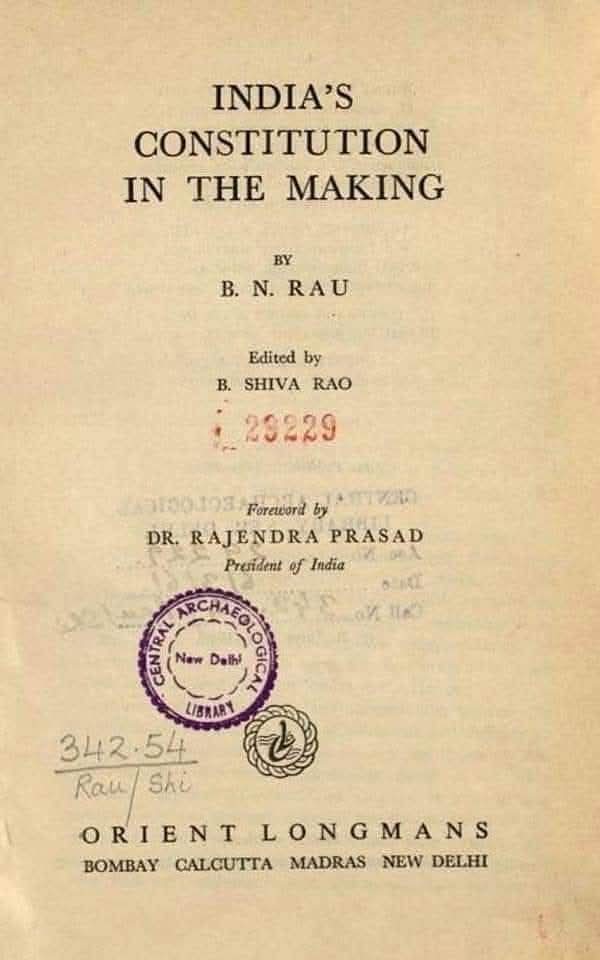 INDIA'S
CONSTITUTION
IN THE MAKING
BY
B. N. RAU
Edited by
B. SHIVA RAO
29229
Foreword by
DR. RAJENDRA PRASAD
President of India
CENTRAL ARCHAEOLOGICAL
New Delhi
LIBRARY
342.54
Rau/Shi
ORIENT LONGMANS
BOMBAY CALCUTTA MADRAS NEW DELHI